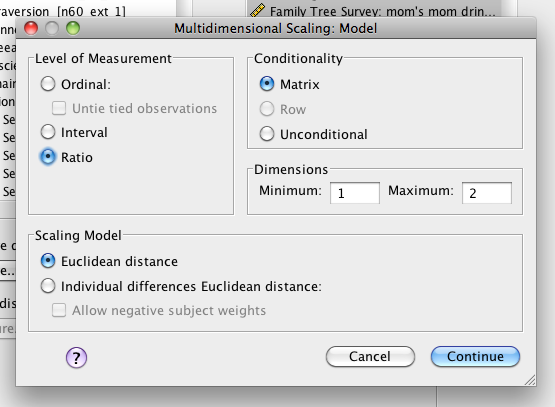 raversion [n60_ext_1]
Family Tree Survey: mom's mom drin...
Multidimensional Scaling: Model
Level of Measurement
Ordinal:
Untie tied observations
Interval
Ratio
Conditionality
Matrix
Row
Unconditional
Dimensions
Minimum: 1 Maximum: 2
Scaling Model
Euclidean distance
Individual differences Euclidean distance:
Allow negative subject weights
? Cancel Continue